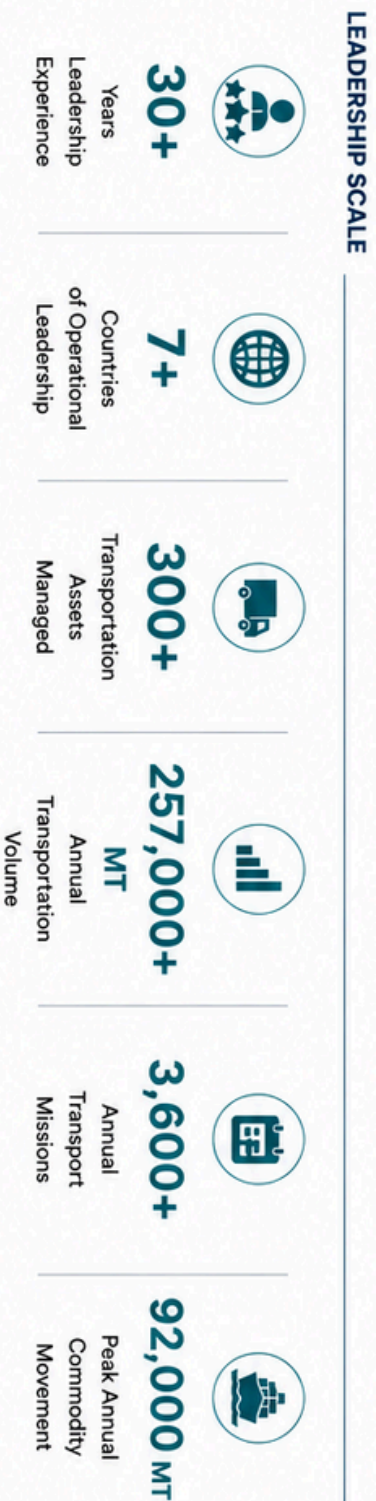 LEADERSHIP SCALE
30+
Years
Leadership
Experience
7+
Countries
of Operational
Leadership
300+
Transportation
Assets
Managed
257,000+
MT
Annual
Transportation
Volume
3,600+
Annual
Transport
Missions
92,000 MT
Peak Annual
Commodity
Movement